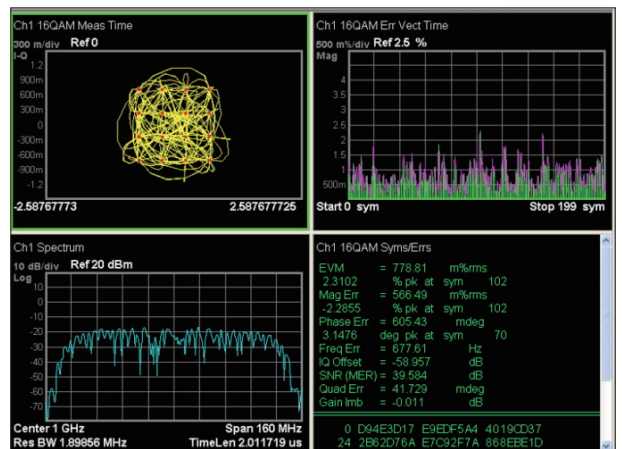 Ch1 16QAM Meas Time
300 m/div Ref 0
I-Q
1.2
900m
600m
300m
0
-300m
-600m
-900m
-1.2
-2.58767773 2.587677725
Ch1 16QAM Err Vect Time
500 m%/div Ref 2.5 %
Mag
4
3.5
3
2.5
2
1.5
1
500m
Start 0 sym Stop 199 sym
Ch1 Spectrum
10 dB/div Ref 20 dBm
Log
10
0
-10
-20
-30
-40
-50
-60
-70
Center 1 GHz Span 160 MHz
Res BW 1.89856 MHz TimeLen 2.011719 us
Ch1 16QAM Syms/Errs
EVM = 778.81 m%rms
2.3102 % pk at sym 102
Mag Err = 566.49 m%rms
-2.2855 % pk at sym 102
Phase Err = 605.43 mdeg
3.1476 deg pk at sym 70
Freq Err = 677.61 Hz
IQ Offset = -58.957 dB
SNR (MER) = 39.584 dB
Quad Err = 41.729 mdeg
Gain Imb = -0.011 dB
0 D94E3D17 E9EDF5A4 4019CD37
24 2B62D76A E7C92F7A 868EBE1D